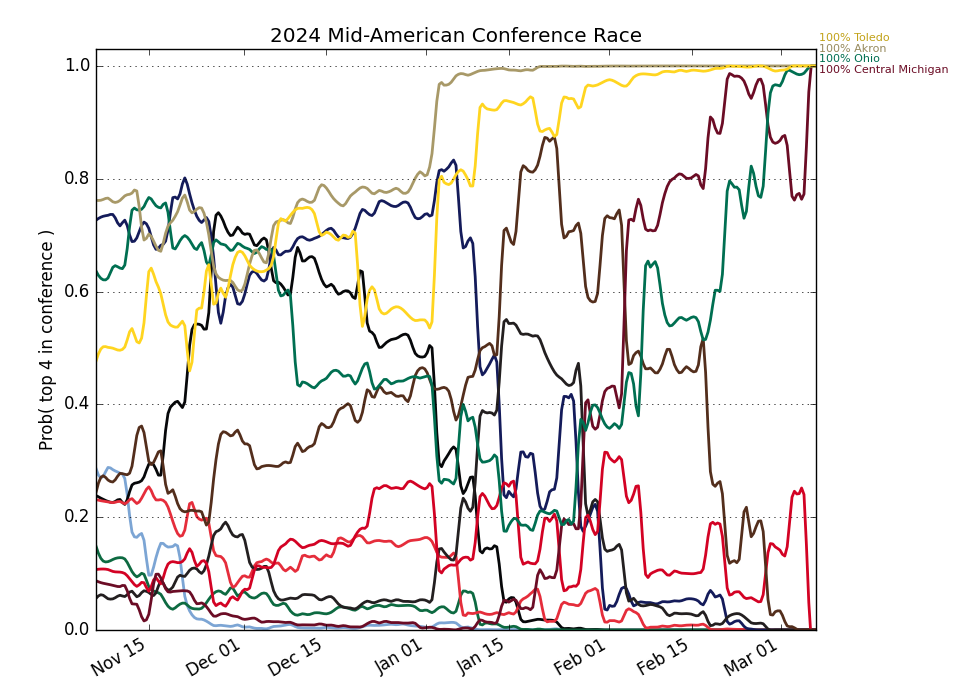 2024 Mid-American Conference Race
100% Toledo
100% Akron
100% Ohio
100% Central Michigan
Prob( top 4 in conference )
1.0
0.8
0.6
0.4
0.2
0.0
Nov 15
Dec 01
Dec 15
Jan 01
Jan 15
Feb 01
Feb 15
Mar 01